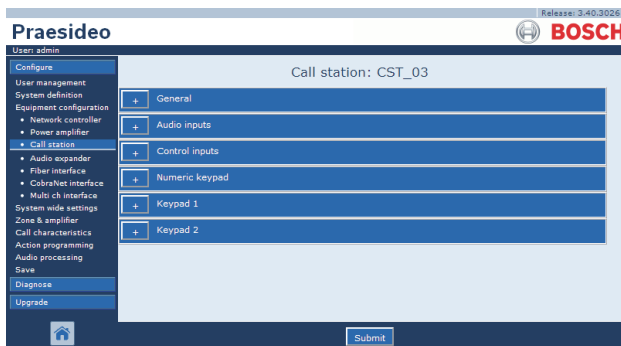 Release: 3.40.3026
Praesideo
BOSCH
User: admin
Configure
User management
System definition
Equipment configuration
• Network controller
• Power amplifier
• Call station
• Audio expander
• Fiber interface
• CobraNet interface
• Multi ch interface
System wide settings
Zone & amplifier
Call characteristics
Action programming
Audio processing
Save
Diagnose
Upgrade
Call station: CST_03
+ General
+ Audio inputs
+ Control inputs
+ Numeric keypad
+ Keypad 1
+ Keypad 2
Submit